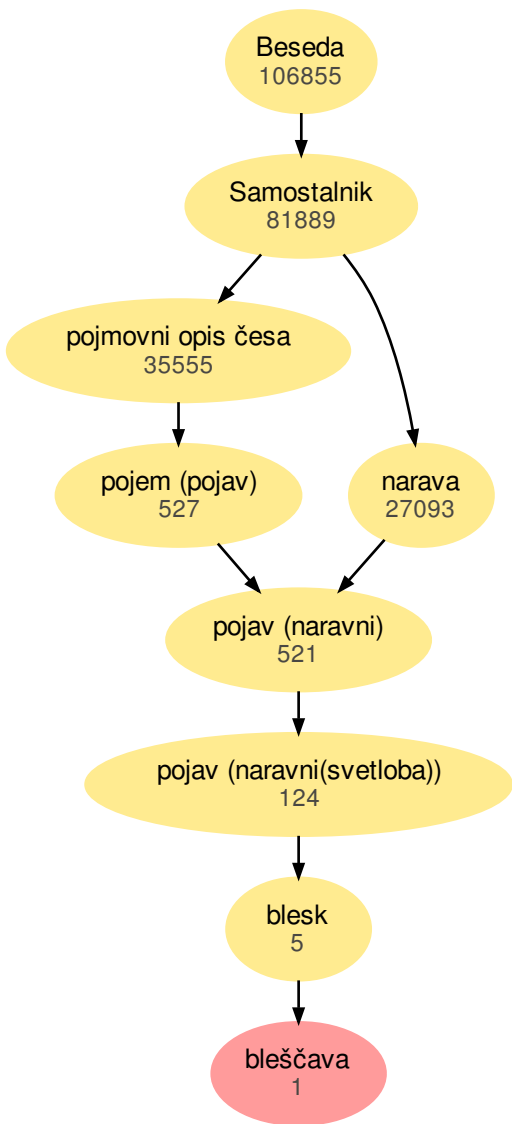 Beseda
106855
Samostalnik
81889
pojmovni opis česa
35555
pojem (pojav)
527
narava
27093
pojav (naravni)
521
pojav (naravni(svetloba))
124
blesk
5
bleščava
1